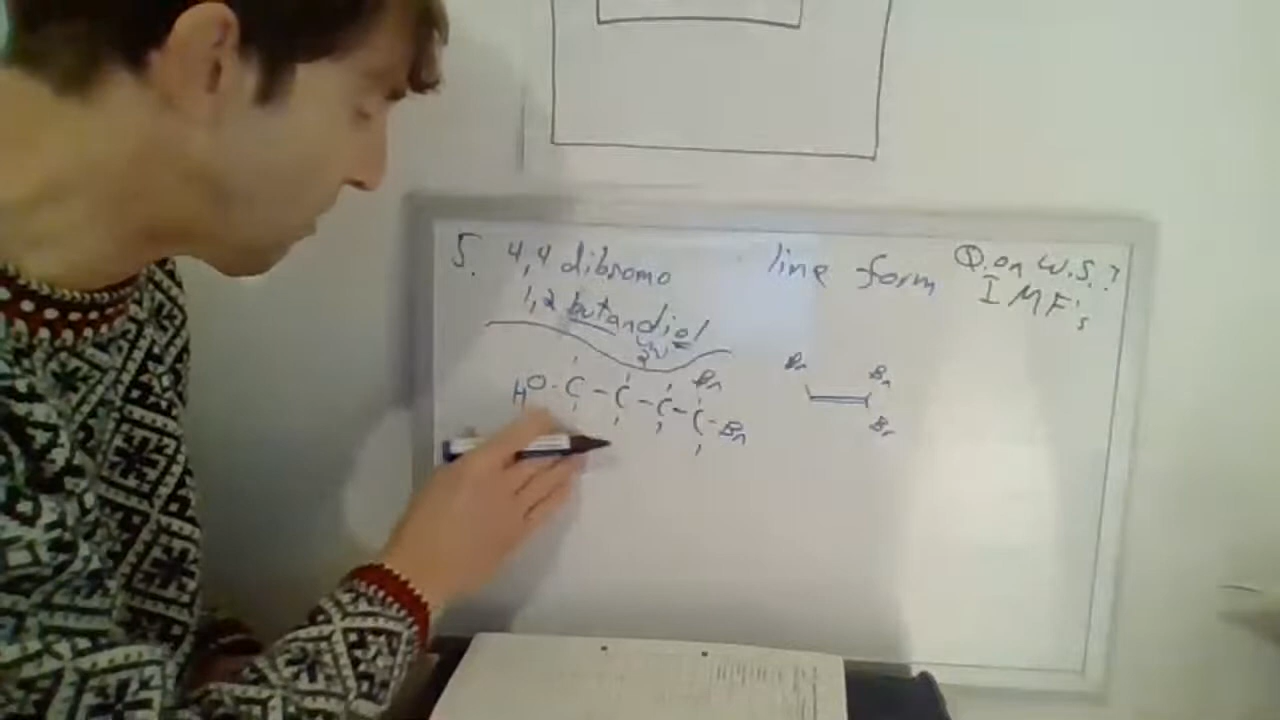 5. 4,4 dibromo
1,2 butandiol
line form
Q. on W.S.?
IMF's
Br
HO-C-C-C-C-Br
Br
Br
Br